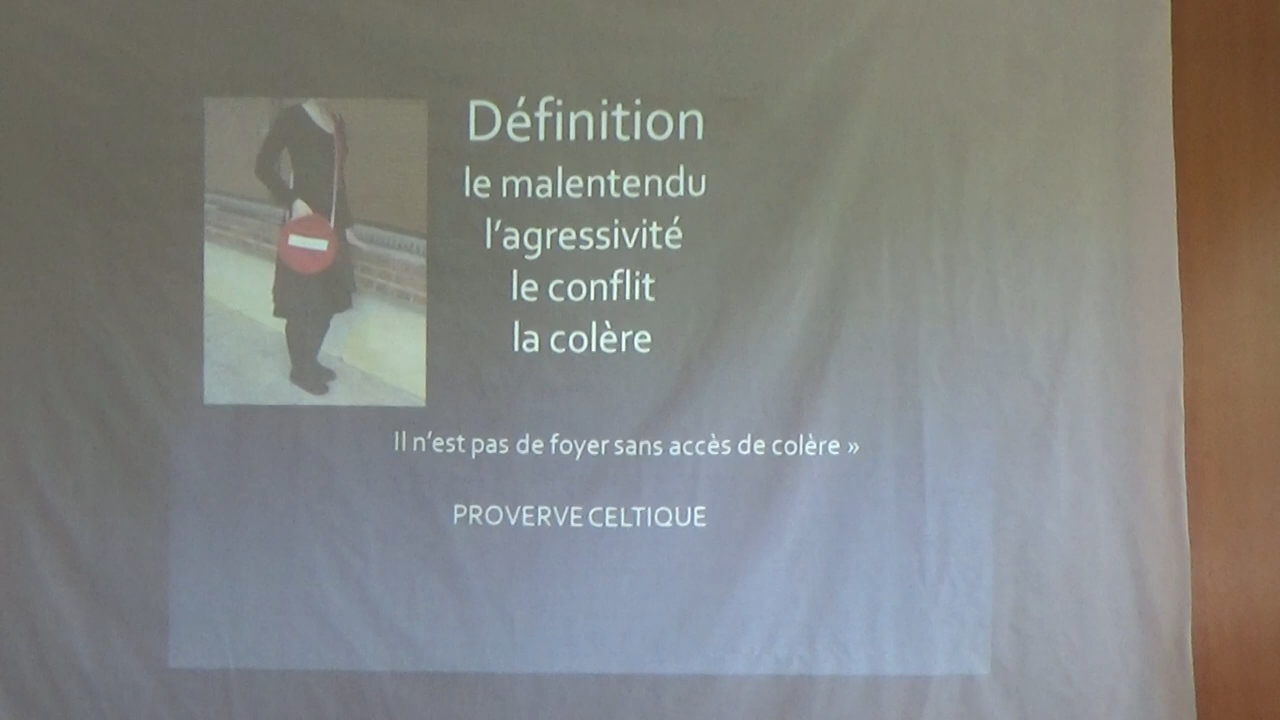 Définition
le malentendu
l’agressivité
le conflit
la colère
Il n’est pas de foyer sans accès de colère »
PROVERVE CELTIQUE